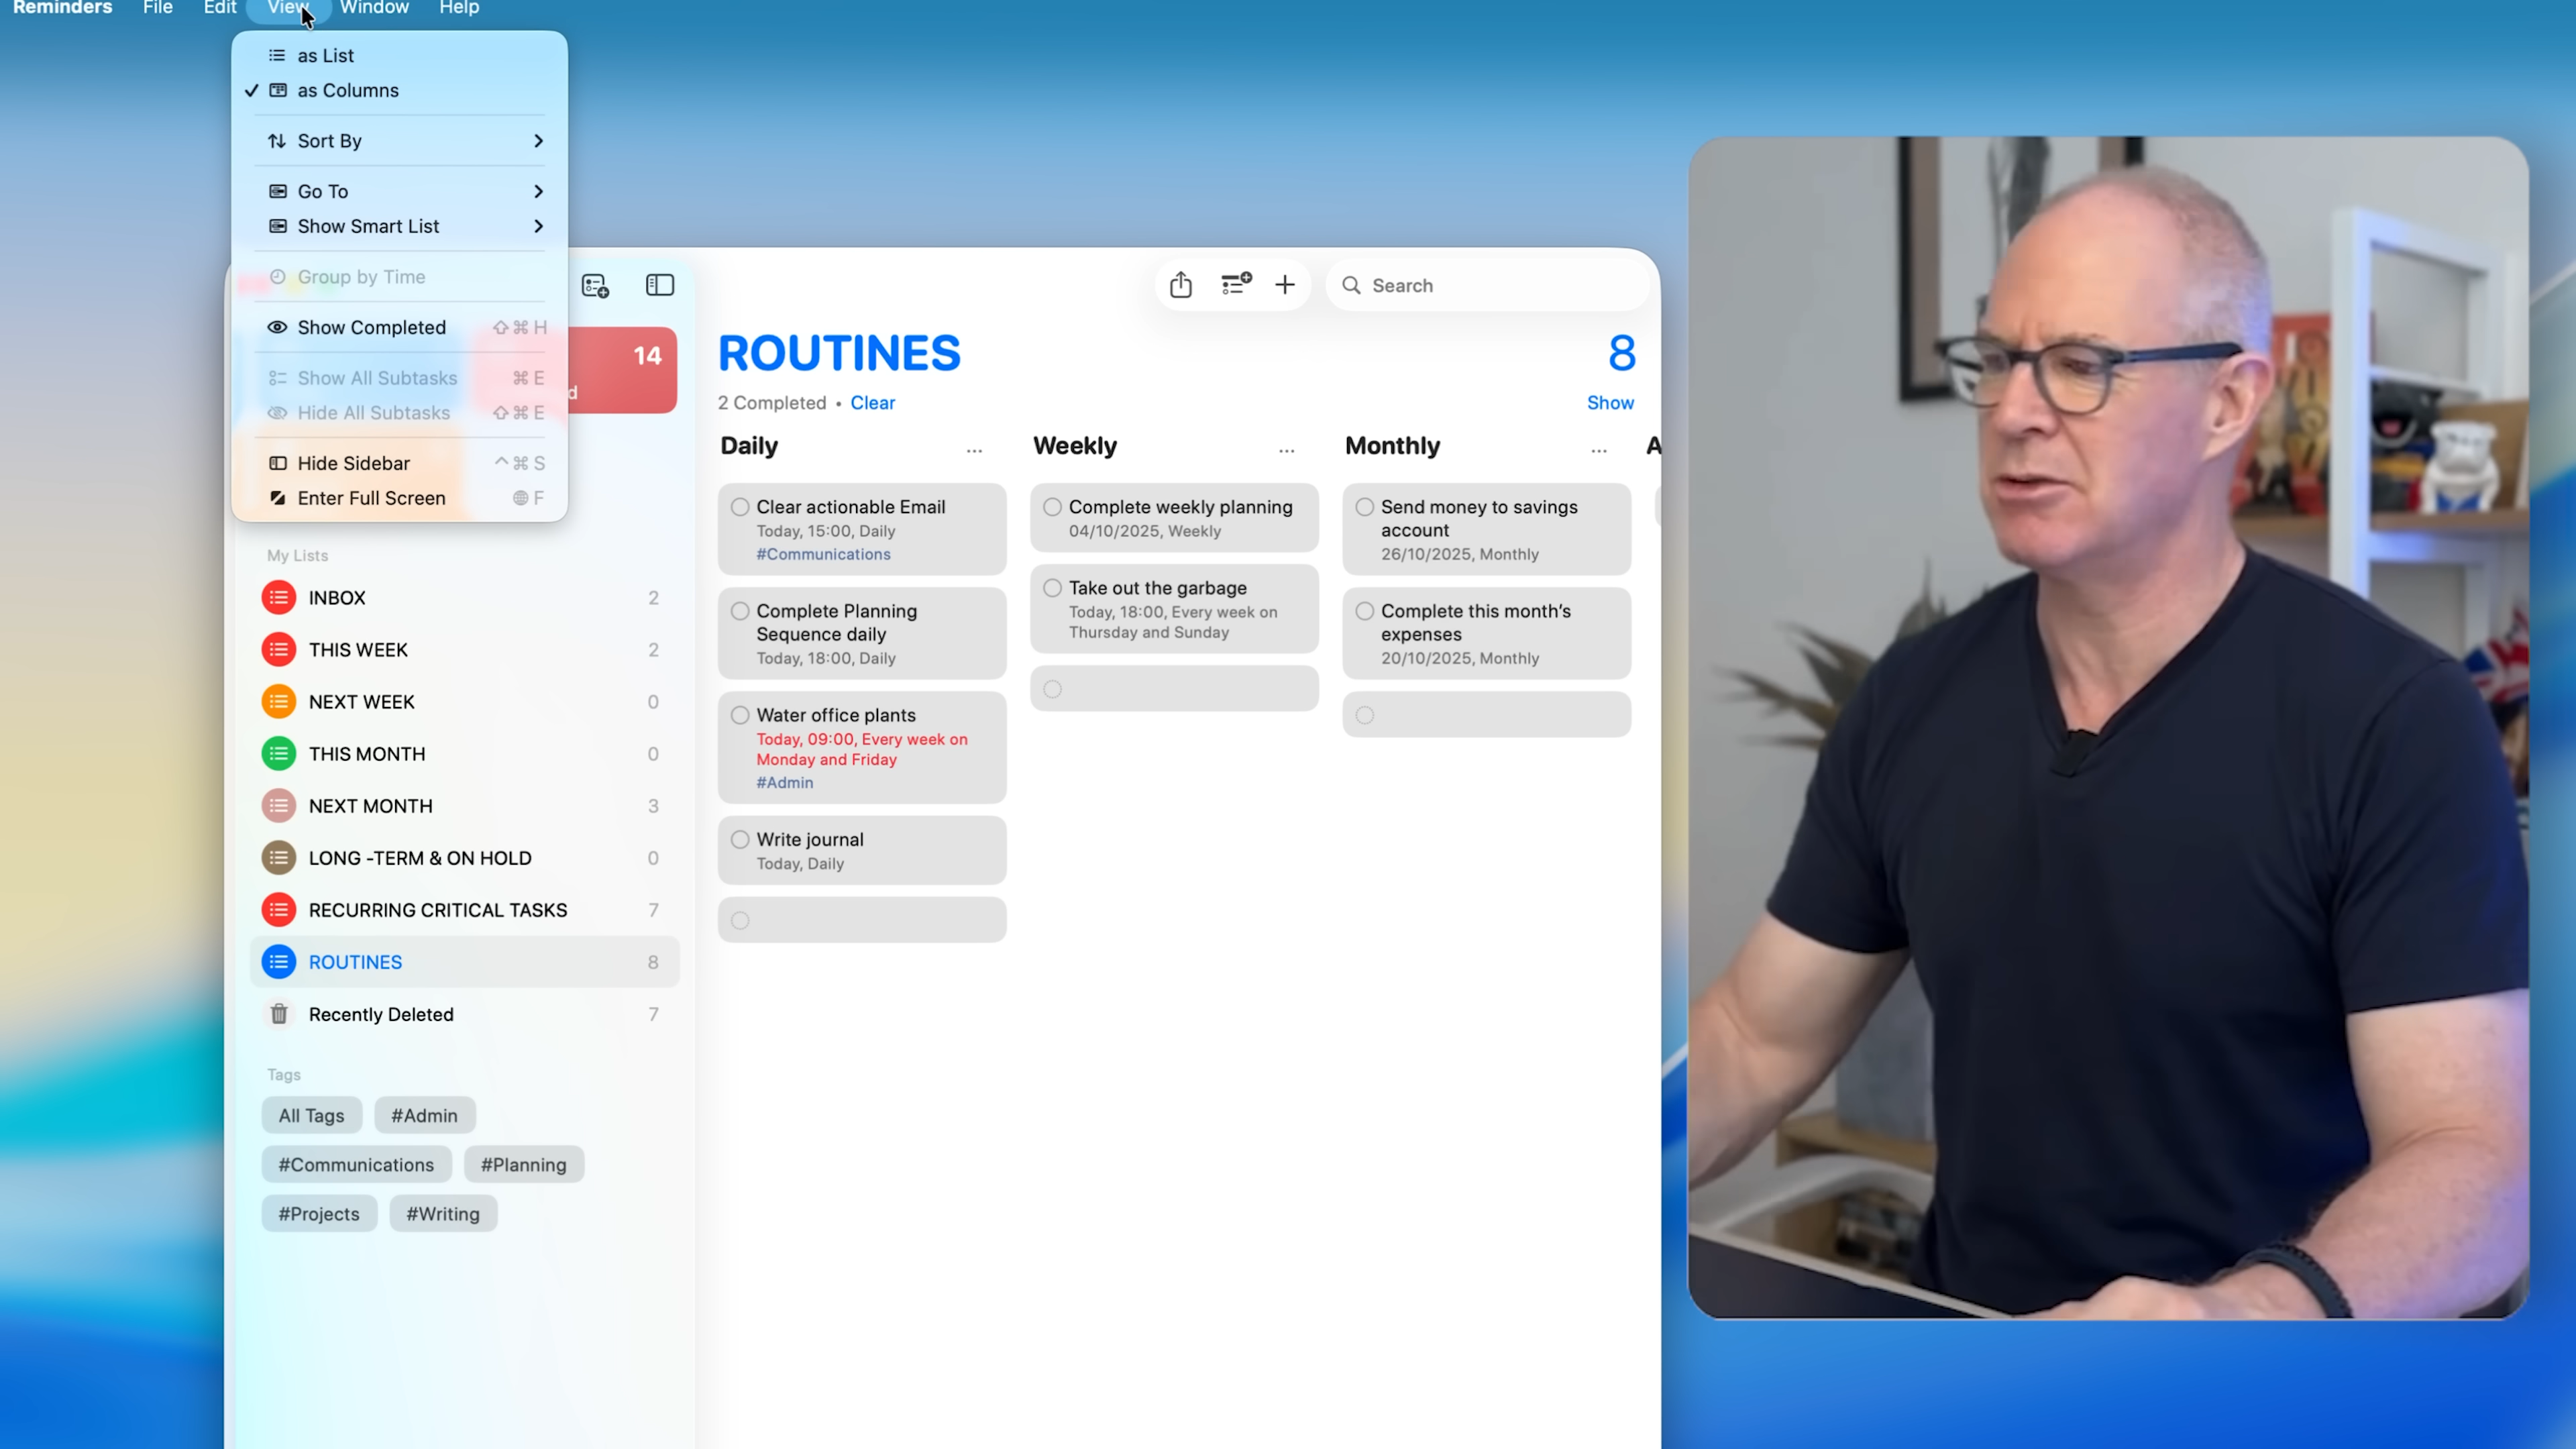 Reminders File Edit View Window Help
as List
as Columns
Sort By
Go To
Show Smart List
Group by Time
Show Completed ⇧⌘H
Show All Subtasks ⌘E
Hide All Subtasks ⇧⌘E
Hide Sidebar ^⌘S
Enter Full Screen F
14
d
My Lists
INBOX 2
THIS WEEK 2
NEXT WEEK 0
THIS MONTH 0
NEXT MONTH 3
LONG -TERM & ON HOLD 0
RECURRING CRITICAL TASKS 7
ROUTINES 8
Recently Deleted 7
Tags
All Tags #Admin
#Communications #Planning
#Projects #Writing
Search
ROUTINES 8
2 Completed • Clear Show
Daily ...
Clear actionable Email
Today, 15:00, Daily
#Communications
Complete Planning
Sequence daily
Today, 18:00, Daily
Water office plants
Today, 09:00, Every week on
Monday and Friday
#Admin
Write journal
Today, Daily
Weekly ...
Complete weekly planning
04/10/2025, Weekly
Take out the garbage
Today, 18:00, Every week on
Thursday and Sunday
Monthly ...
Send money to savings
account
26/10/2025, Monthly
Complete this month's
expenses
20/10/2025, Monthly
A